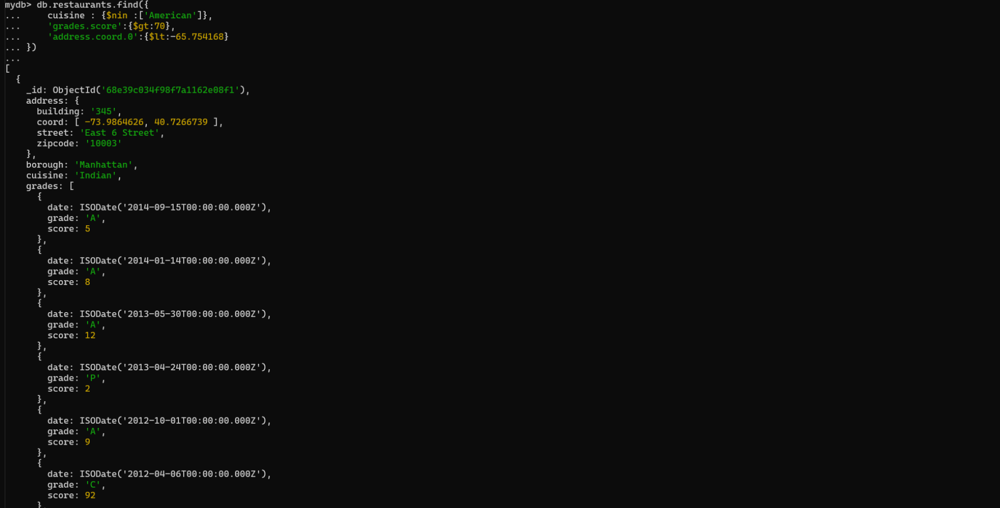 mydb> db.restaurants.find({
...     cuisine : {$nin :['American']},
...     'grades.score':{$gt:70},
...     'address.coord.0':{$lt:-65.754168}
... })
...
[
  {
    _id: ObjectId('68e39c034f98f7a1162e08f1'),
    address: {
      building: '345',
      coord: [ -73.9864626, 40.7266739 ],
      street: 'East 6 Street',
      zipcode: '10003'
    },
    borough: 'Manhattan',
    cuisine: 'Indian',
    grades: [
      {
        date: ISODate('2014-09-15T00:00:00.000Z'),
        grade: 'A',
        score: 5
      },
      {
        date: ISODate('2014-01-14T00:00:00.000Z'),
        grade: 'A',
        score: 8
      },
      {
        date: ISODate('2013-05-30T00:00:00.000Z'),
        grade: 'A',
        score: 12
      },
      {
        date: ISODate('2013-04-24T00:00:00.000Z'),
        grade: 'P',
        score: 2
      },
      {
        date: ISODate('2012-10-01T00:00:00.000Z'),
        grade: 'A',
        score: 9
      },
      {
        date: ISODate('2012-04-06T00:00:00.000Z'),
        grade: 'C',
        score: 92
      },